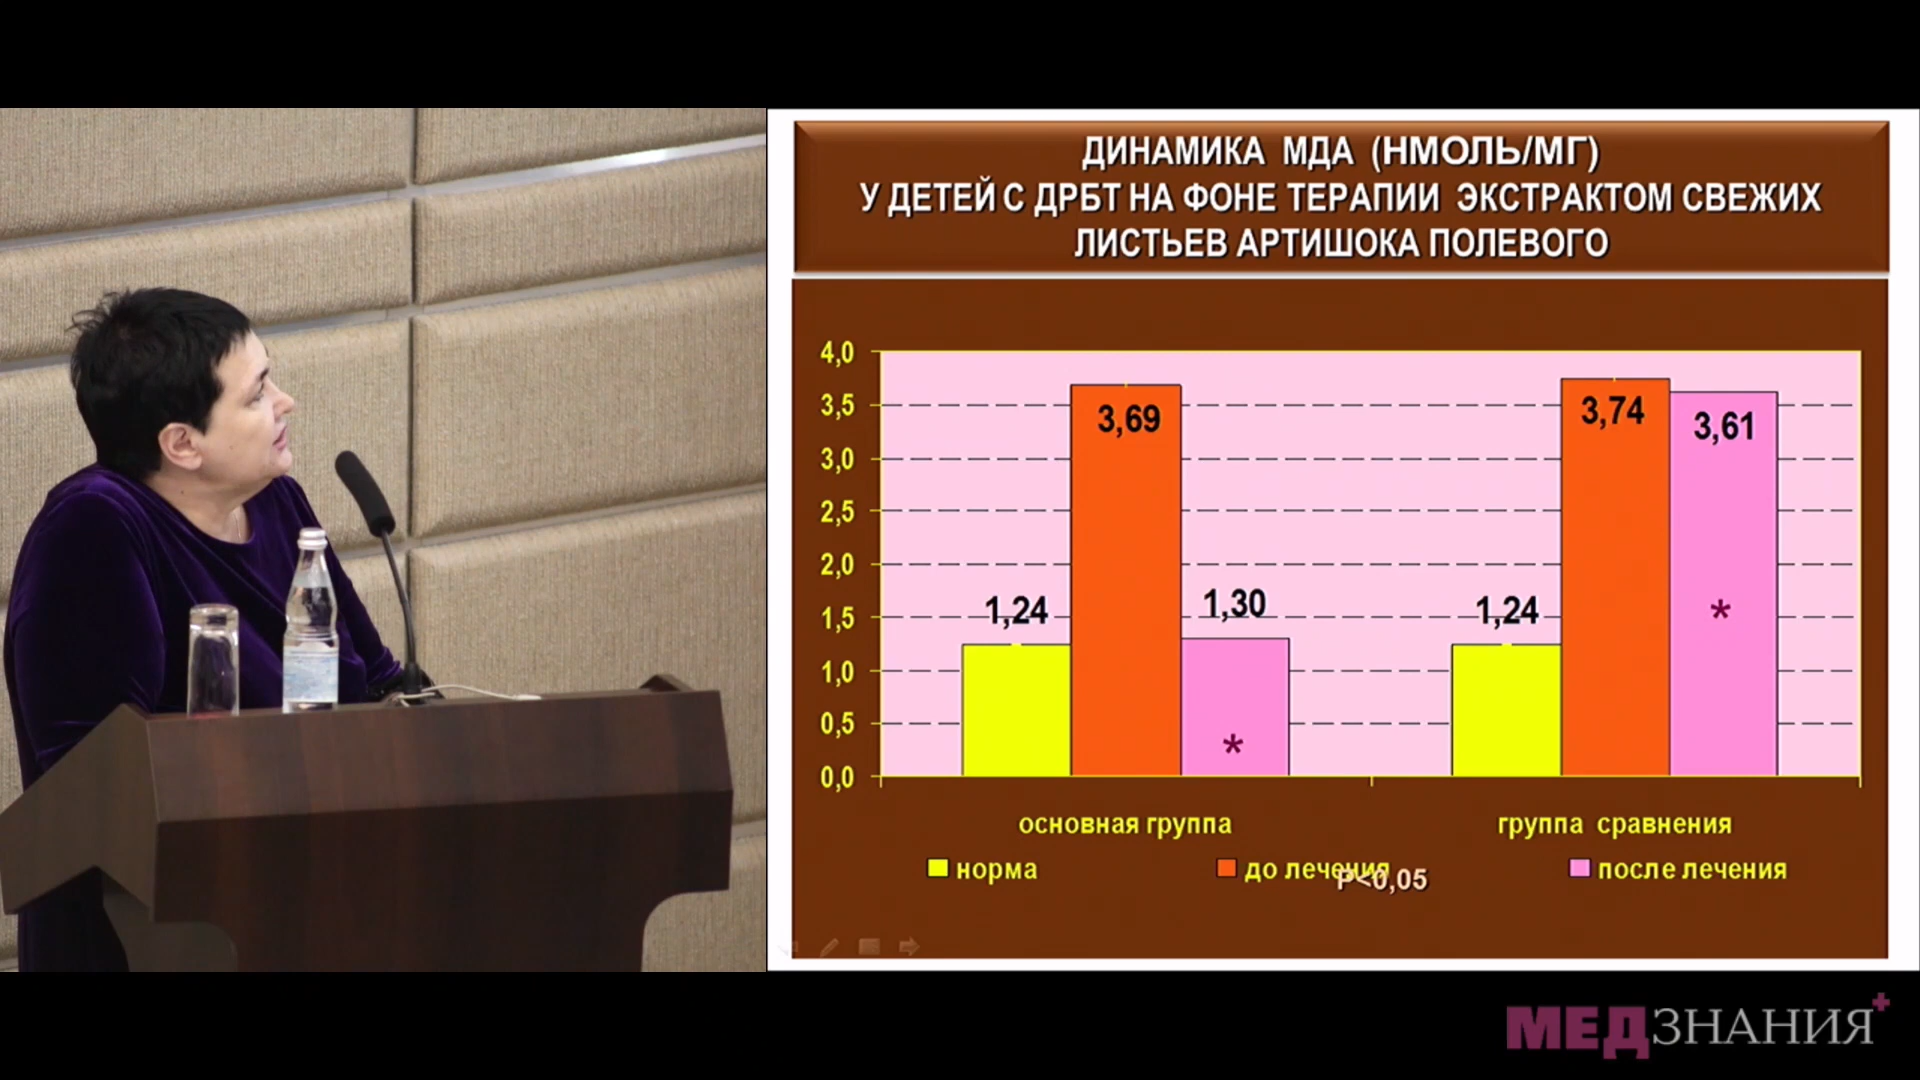 ДИНАМИКА МДА (НМОЛЬ/МГ)
У ДЕТЕЙ С ДРБТ НА ФОНЕ ТЕРАПИИ ЭКСТРАКТОМ СВЕЖИХ
ЛИСТЬЕВ АРТИШОКА ПОЛЕВОГО
4,0
3,5
3,0
2,5
2,0
1,5
1,0
0,5
0,0
1,24
3,69
1,30
*
1,24
3,74
3,61
*
основная группа
группа сравнения
норма
до лечения
после лечения
P<0,05
МЕДЗНАНИЯ+